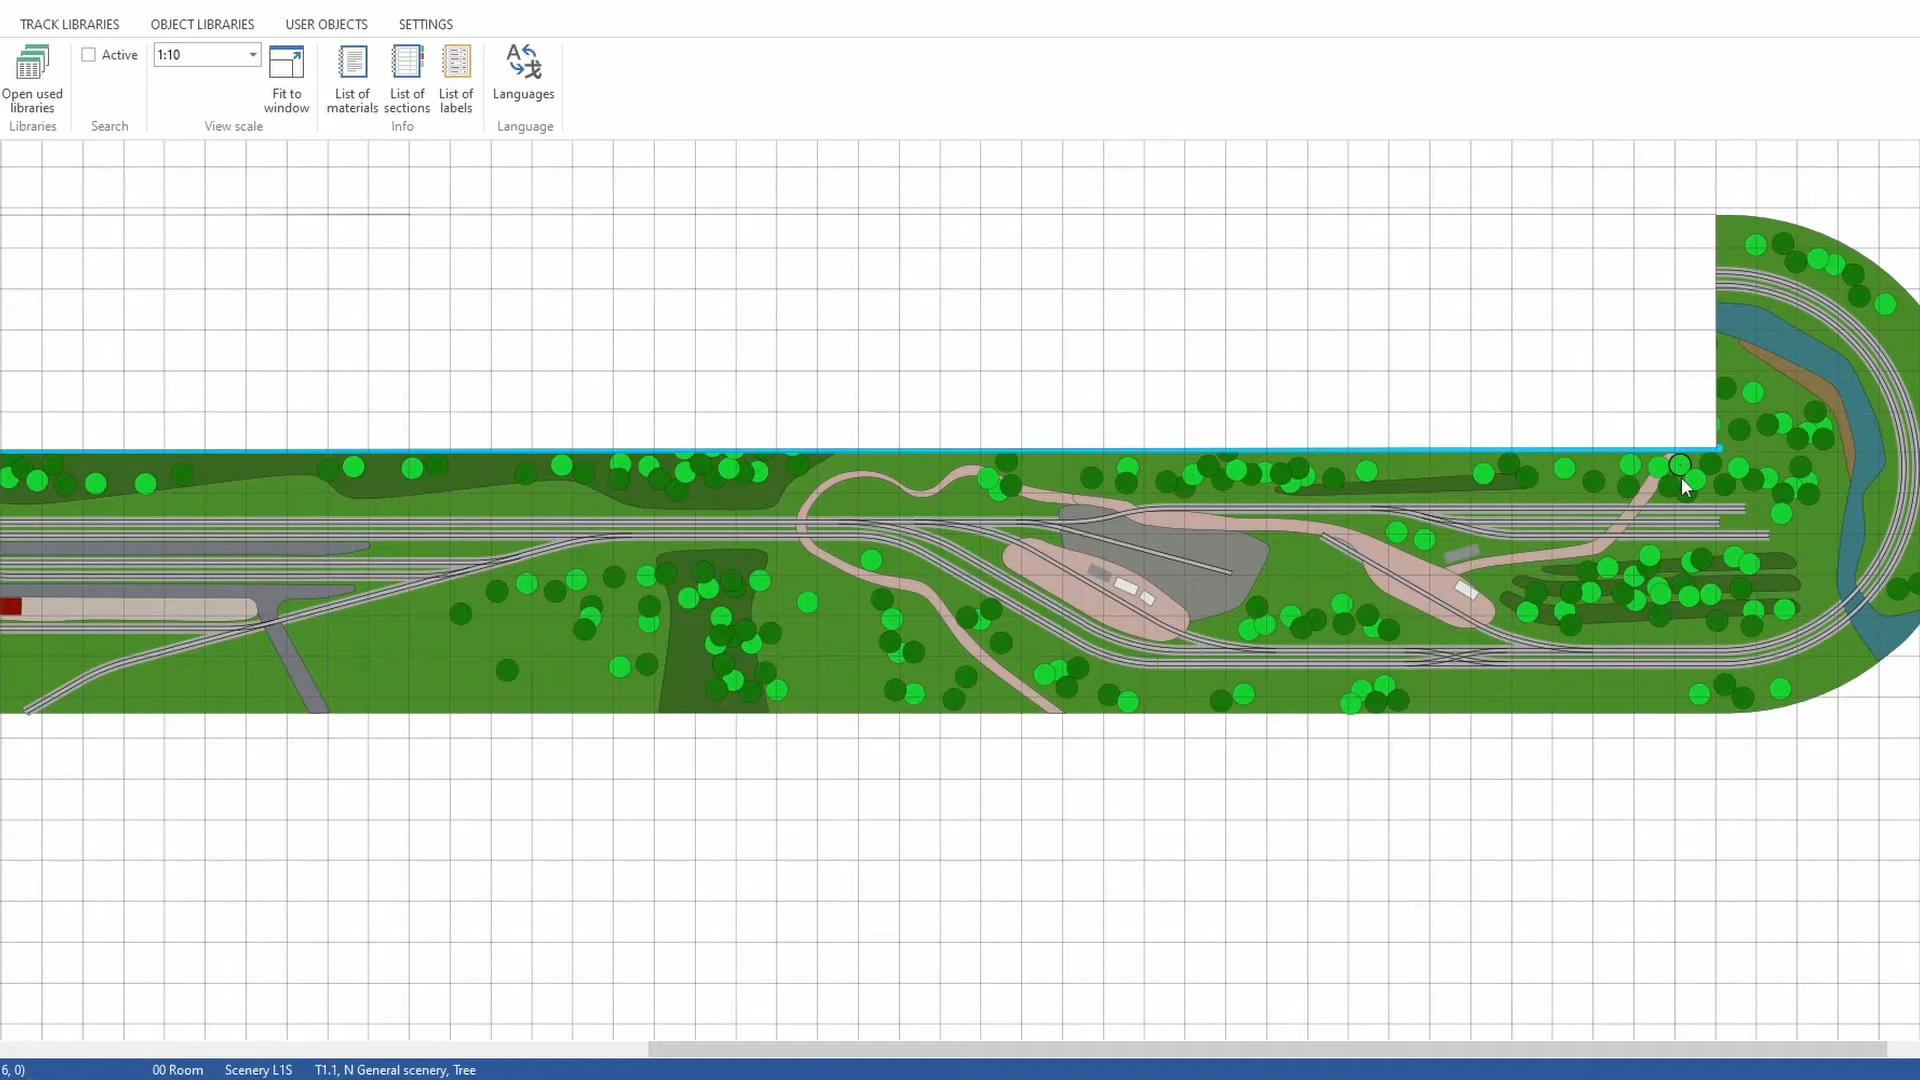 TRACK LIBRARIES OBJECT LIBRARIES USER OBJECTS SETTINGS
Open used
libraries
Active
1:10
Fit to
window
List of
materials
List of
sections
List of
labels
Languages
Libraries Search View scale Info Language
6, 0) 00 Room Scenery L1S T1.1, N General scenery, Tree